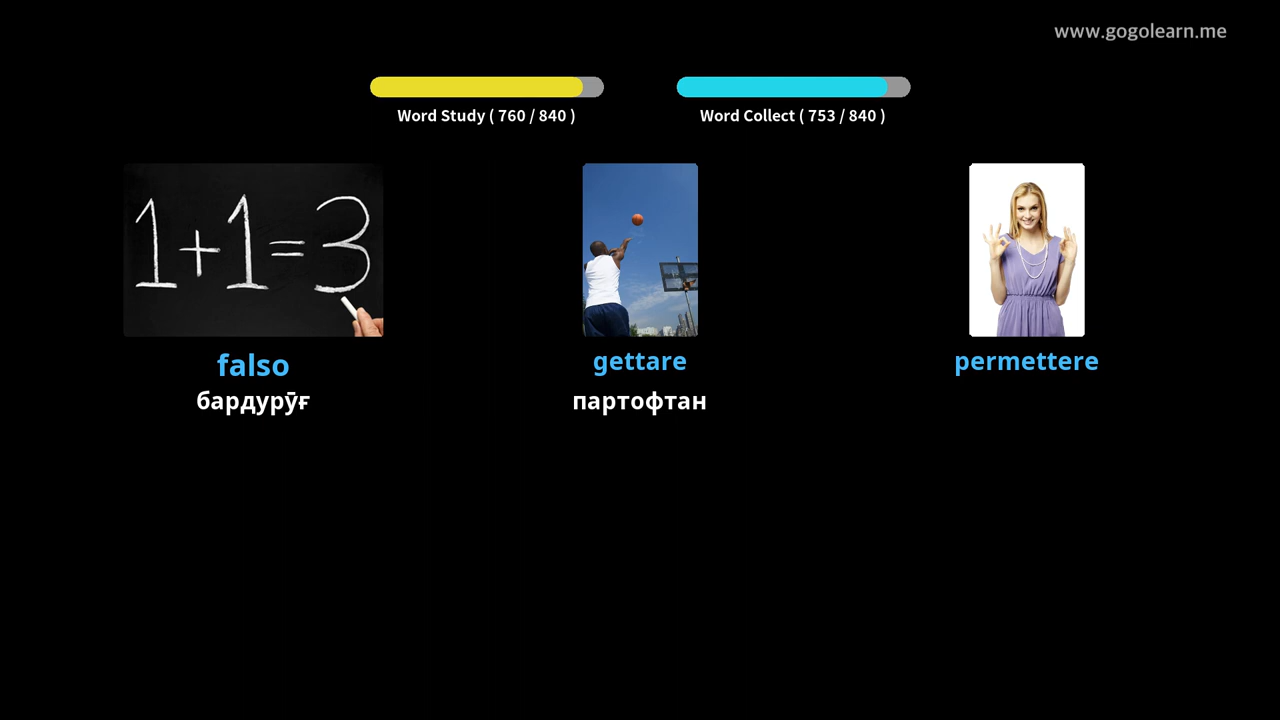 www.gogolearn.me
Word Study ( 760 / 840 )
Word Collect ( 753 / 840 )
1+1=3
falso
gettare
permettere
бардурӯғ
партофтан